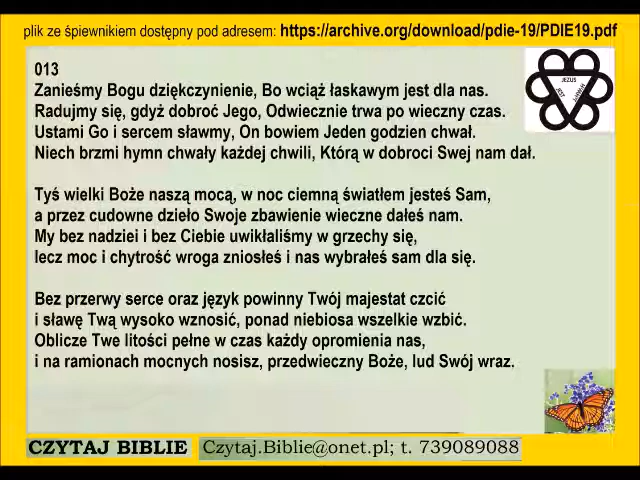 plik ze śpiewnikiem dostępny pod adresem: https://archive.org/download/pdie-19/PDIE19.pdf
013
Zanieśmy Bogu dziękczynienie, Bo wciąż łaskawym jest dla nas.
Radujmy się, gdyż dobroć Jego, Odwiecznie trwa po wieczny czas.
Ustami Go i sercem sławmy, On bowiem Jeden godzien chwał.
Niech brzmi hymn chwały każdej chwili, Którą w dobroci Swej nam dał.
Tyś wielki Boże naszą mocą, w noc ciemną światłem jesteś Sam,
a przez cudowne dzieło Swoje zbawienie wieczne dałeś nam.
My bez nadziei i bez Ciebie uwikłaliśmy w grzechy się,
lecz moc i chytrość wroga zniosłeś i nas wybrałeś sam dla się.
Bez przerwy serce oraz język powinny Twój majestat czcić
i sławę Twą wysoko wznosić, ponad niebiosa wszelkie wzbić.
Oblicze Twe litości pełne w czas każdy opromienia nas,
i na ramionach mocnych nosisz, przedwieczny Boże, lud Swój wraz.
JEZUS
JEST
CZYTAJ BIBLIE
Czytaj.Biblie@onet.pl; t. 739089088